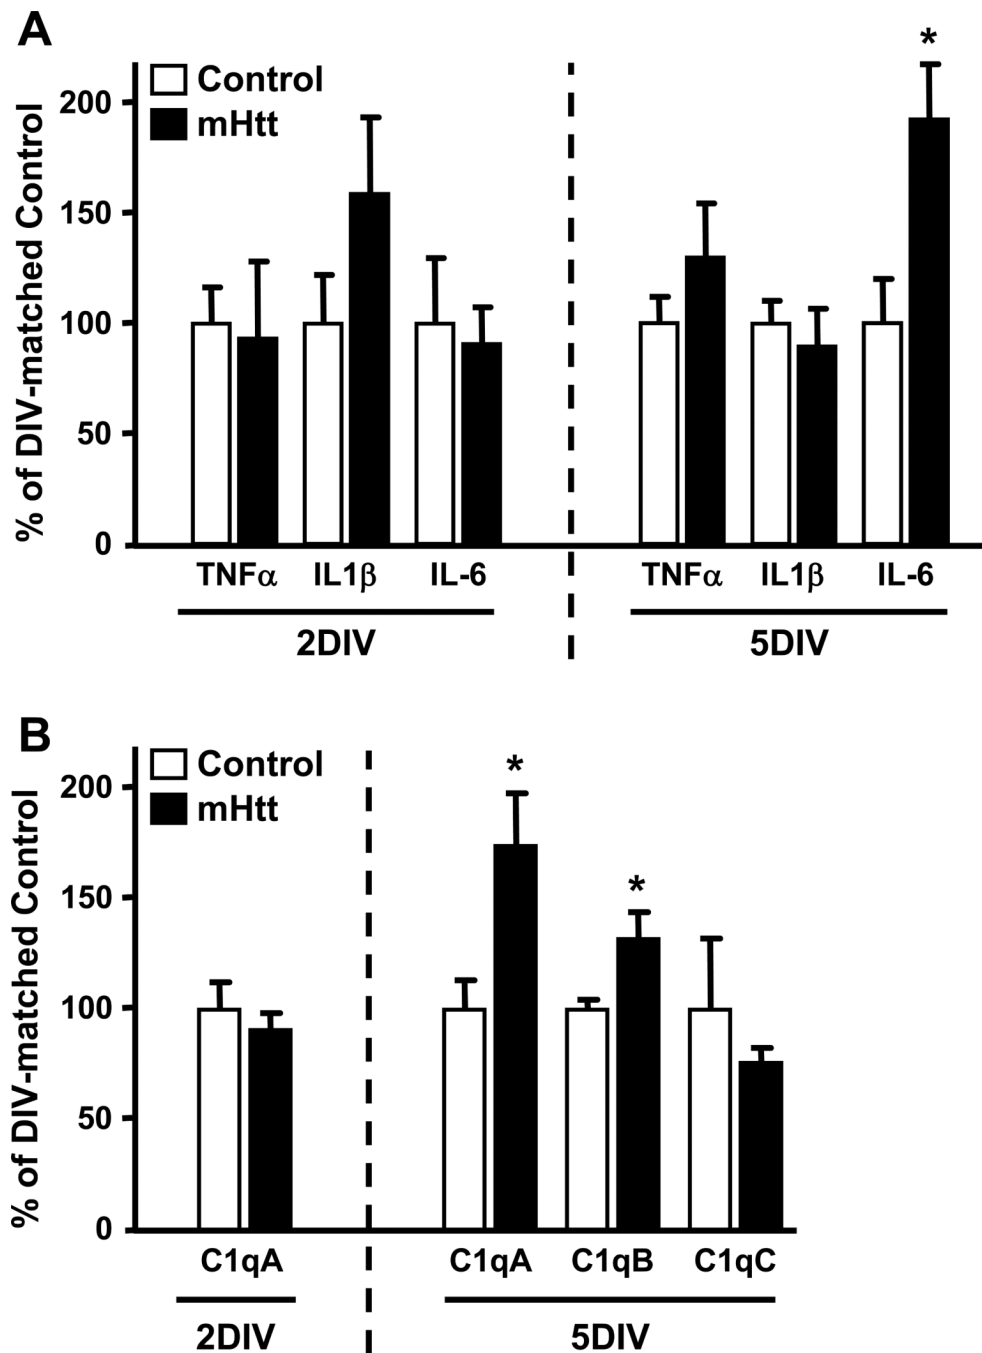 A
*
Control
mHtt
% of DIV-matched Control
200
150
100
50
0
TNFα IL1β IL-6 TNFα IL1β IL-6
2DIV 5DIV
B
Control
mHtt
% of DIV-matched Control
200
150
100
50
0
*
*
C1qA C1qA C1qB C1qC
2DIV 5DIV